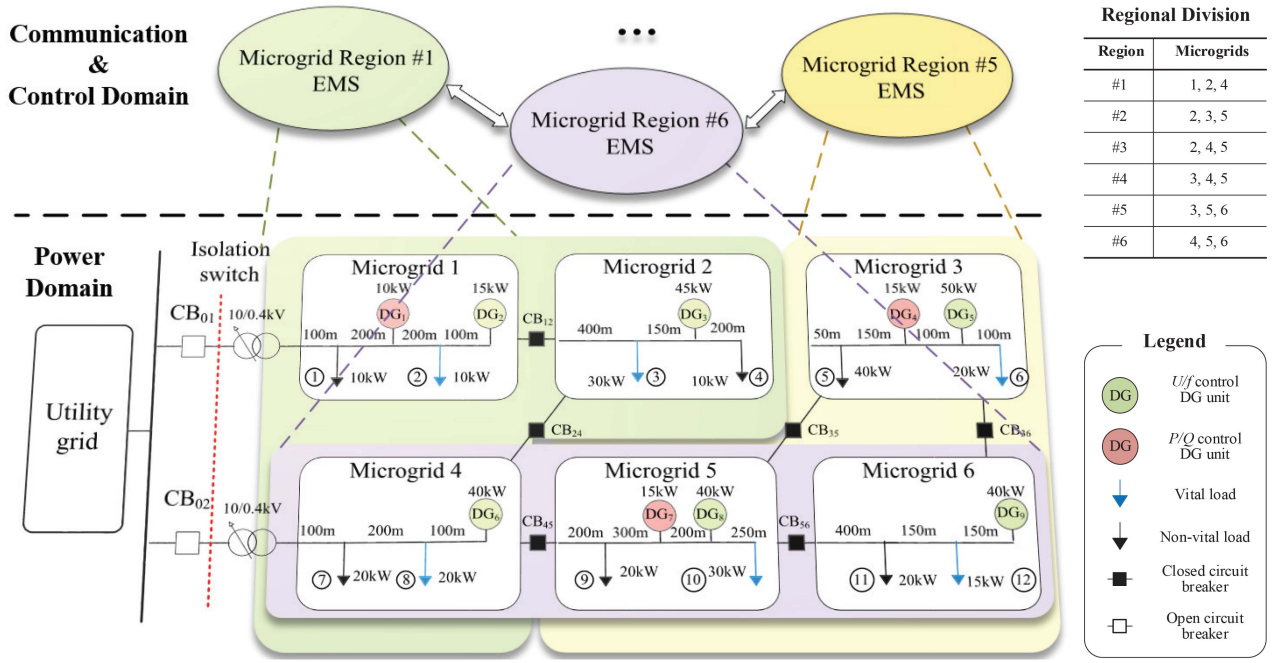 Communication
&
Control Domain
Microgrid Region #1
EMS
...
Microgrid Region #6
EMS
Microgrid Region #5
EMS
Regional Division
Region Microgrids
#1 1, 2, 4
#2 2, 3, 5
#3 2, 4, 5
#4 3, 4, 5
#5 3, 5, 6
#6 4, 5, 6
Power
Domain
Isolation
switch
Utility
grid
CB01
10/0.4kV
CB02
10/0.4kV
Microgrid 1
10kW 15kW
DG1 DG2
100m 200m 200m 100m
① 10kW ② 10kW
CB12
Microgrid 2
45kW
DG3
400m 150m 200m
30kW ③ 10kW ④
Microgrid 3
15kW 50kW
DG4 DG5
50m 150m 100m 100m
⑤ 40kW 20kW ⑥
CB24
CB35
CB36
Microgrid 4
40kW
DG6
100m 200m 100m
⑦ 20kW ⑧ 20kW
CB45
Microgrid 5
15kW 40kW
DG7 DG8
200m 300m 200m 250m
⑨ 20kW ⑩ 30kW
CB56
Microgrid 6
40kW
DG9
400m 150m 150m
⑪ 20kW 15kW ⑫
Legend
DG U/f control
DG unit
DG P/Q control
DG unit
Vital load
Non-vital load
Closed circuit
breaker
Open circuit
breaker